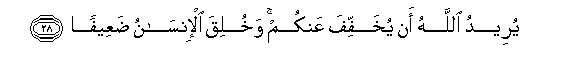 يُرِيدُ ٱللَّهُ أَن يُخَفِّفَ عَنكُمْ ۚ وَخُلِقَ ٱلْإِنسَـٰنُ ضَعِيفًا ٢٨